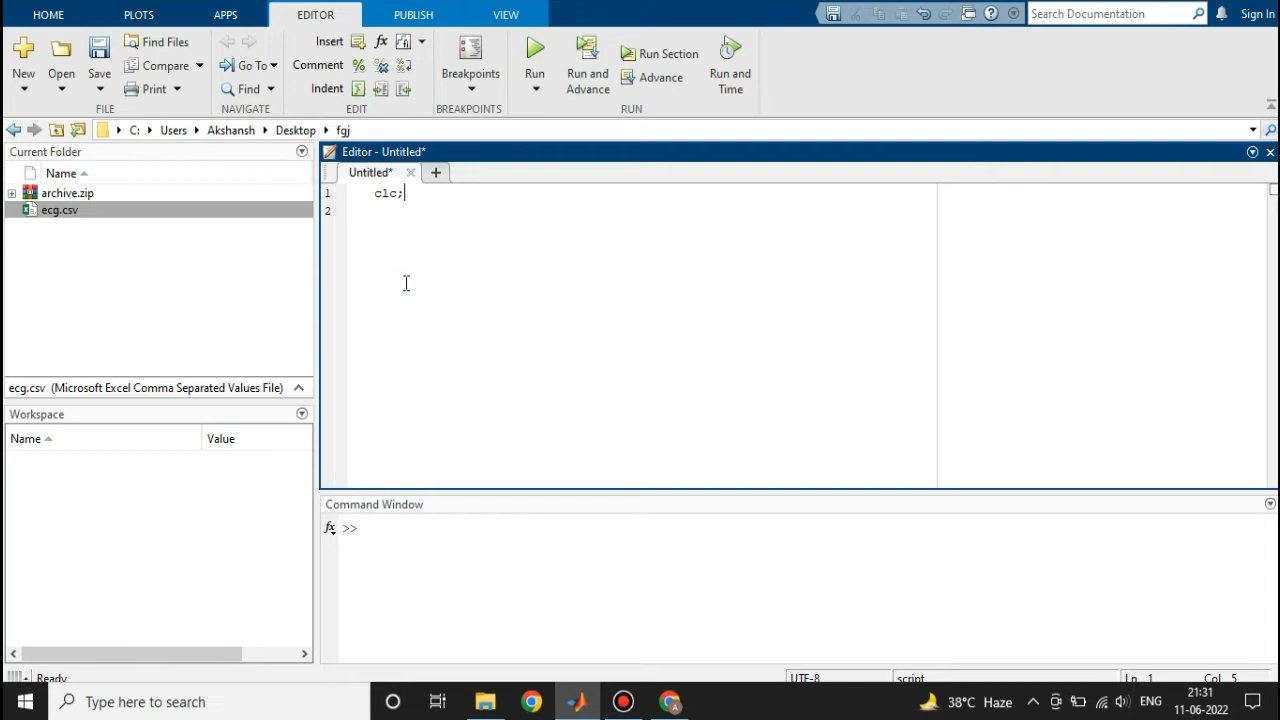 HOME PLOTS APPS EDITOR PUBLISH VIEW Search Documentation Sign In
New Open Save Find Files Compare Print Go To Find Insert fx Comment % Indent Breakpoints Run Run and Advance Run Section Advance Run and Time
FILE NAVIGATE EDIT BREAKPOINTS RUN
C: Users Akshansh Desktop fgj
Current Folder
Name
archive.zip
ecg.csv
ecg.csv (Microsoft Excel Comma Separated Values File)
Workspace
Name Value
Editor - Untitled*
Untitled* +
1 clc;
2
Command Window
fx >>
Ready UTF-8 script Ln 1 Col 5
Type here to search 38°C Haze ENG 21:31
11-06-2022